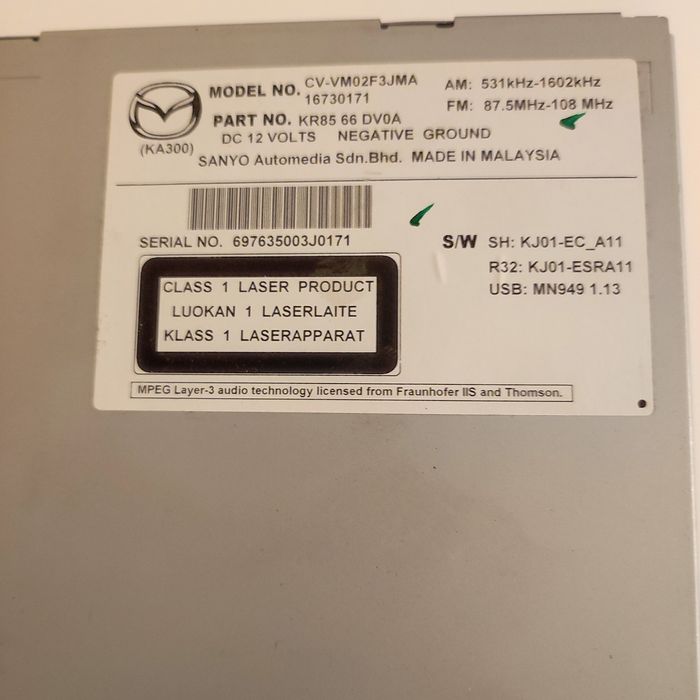 MODEL NO. CV-VM02F3JMA
16730171
AM: 531kHz-1602kHz
FM: 87.5MHz-108 MHz
PART NO. KR85 66 DV0A
(KA300)
DC 12 VOLTS NEGATIVE GROUND
SANYO Automedia Sdn.Bhd. MADE IN MALAYSIA
SERIAL NO. 697635003J0171
S/W SH: KJ01-EC_A11
R32: KJ01-ESRA11
USB: MN949 1.13
CLASS 1 LASER PRODUCT
LUOKAN 1 LASERLAITE
KLASS 1 LASERAPPARAT
MPEG Layer-3 audio technology licensed from Fraunhofer IIS and Thomson.